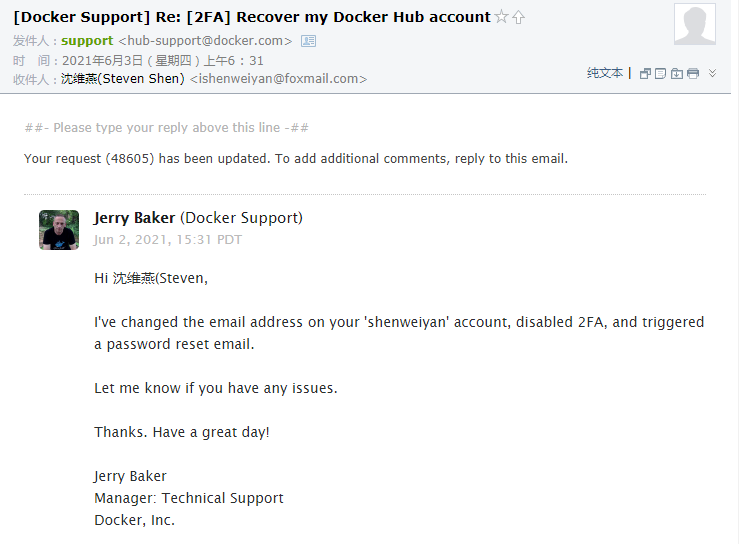 [Docker Support] Re: [2FA] Recover my Docker Hub account
发件人：support <hub-support@docker.com>
时　间：2021年6月3日 ( 星期四 ) 上午6：31
收件人：沈维燕(Steven Shen) <ishenweiyan@foxmail.com>
纯文本 |
##- Please type your reply above this line -##
Your request (48605) has been updated. To add additional comments, reply to this email.
Jerry Baker (Docker Support)
Jun 2, 2021, 15:31 PDT
Hi 沈维燕(Steven,
I've changed the email address on your 'shenweiyan' account, disabled 2FA, and triggered
a password reset email.
Let me know if you have any issues.
Thanks. Have a great day!
Jerry Baker
Manager: Technical Support
Docker, Inc.